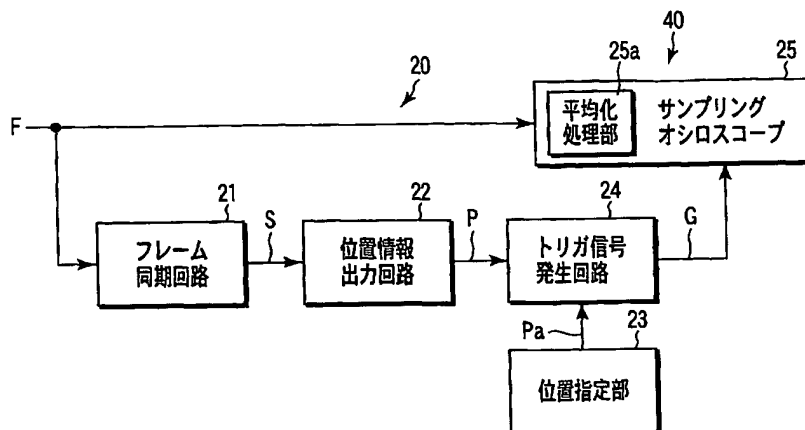 40
25
20
25a
平均化
処理部
サンプリング
オシロスコープ
F
21
S
22
P
24
G
フレーム
同期回路
位置情報
出力回路
トリガ信号
発生回路
Pa
23
位置指定部